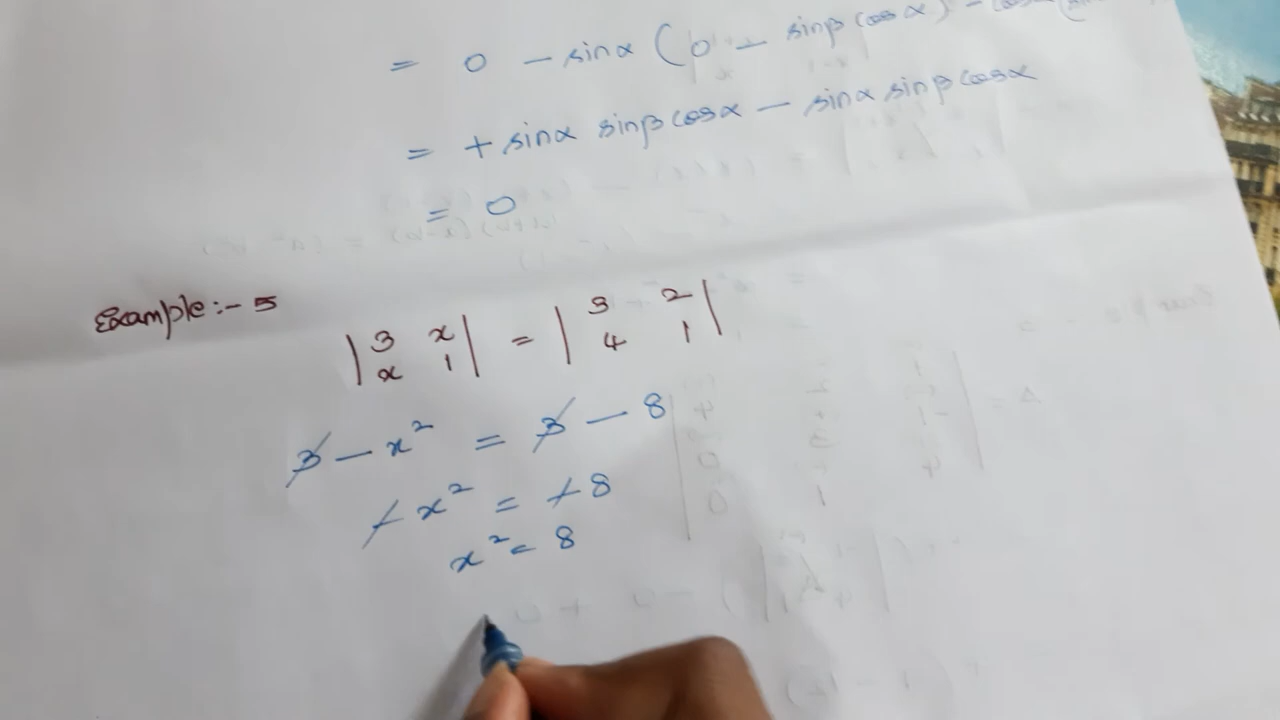 = 0 - sinα (0 - sinβ cosα) -
= + sinα sinβ cosα - sinα sinβ cosα
= 0
Example:- 5
| 3 x | = | 3 2 |
| x 1 | | 4 1 |
3 - x² = 3 - 8
- x² = - 8
x² = 8